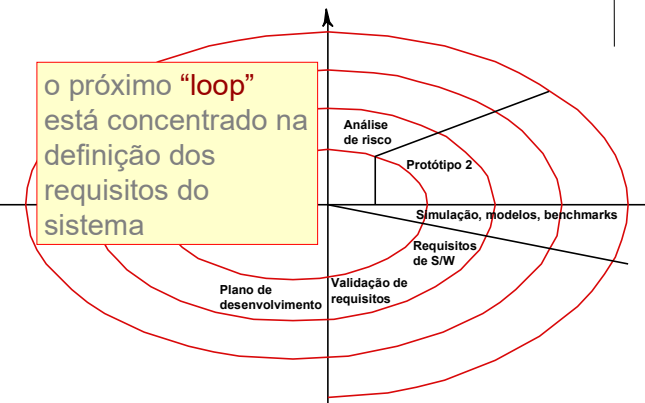 o próximo “loop”
está concentrado na
definição dos
requisitos do
sistema
Análise
de risco
Protótipo 2
Simulação, modelos, benchmarks
Requisitos
de S/W
Validação de
requisitos
Plano de
desenvolvimento